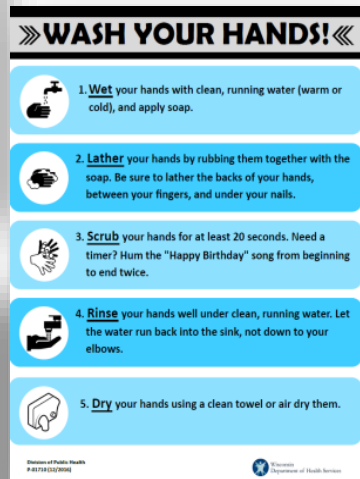 WASH YOUR HANDS!
1. Wet your hands with clean, running water (warm or
cold), and apply soap.
2. Lather your hands by rubbing them together with the
soap. Be sure to lather the backs of your hands,
between your fingers, and under your nails.
3. Scrub your hands for at least 20 seconds. Need a
timer? Hum the "Happy Birthday" song from beginning
to end twice.
4. Rinse your hands well under clean, running water. Let
the water run back into the sink, not down to your
elbows.
5. Dry your hands using a clean towel or air dry them.
Division of Public Health
P-01710 (12/2016)
Wisconsin
Department of Health Services